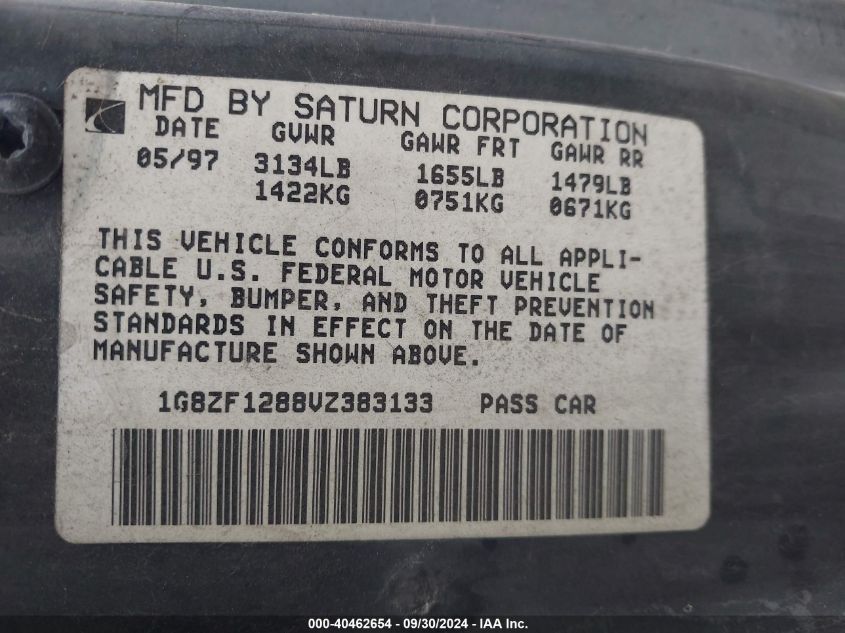 MFD BY SATURN CORPORATION
DATE GVWR GAWR FRT GAWR RR
05/97 3134LB 1655LB 1479LB
1422KG 0751KG 0671KG
THIS VEHICLE CONFORMS TO ALL APPLI-
CABLE U.S. FEDERAL MOTOR VEHICLE
SAFETY, BUMPER, AND THEFT PREVENTION
STANDARDS IN EFFECT ON THE DATE OF
MANUFACTURE SHOWN ABOVE.
1G8ZF1288VZ383133 PASS CAR
000-40462654 - 09/30/2024 - IAA Inc.